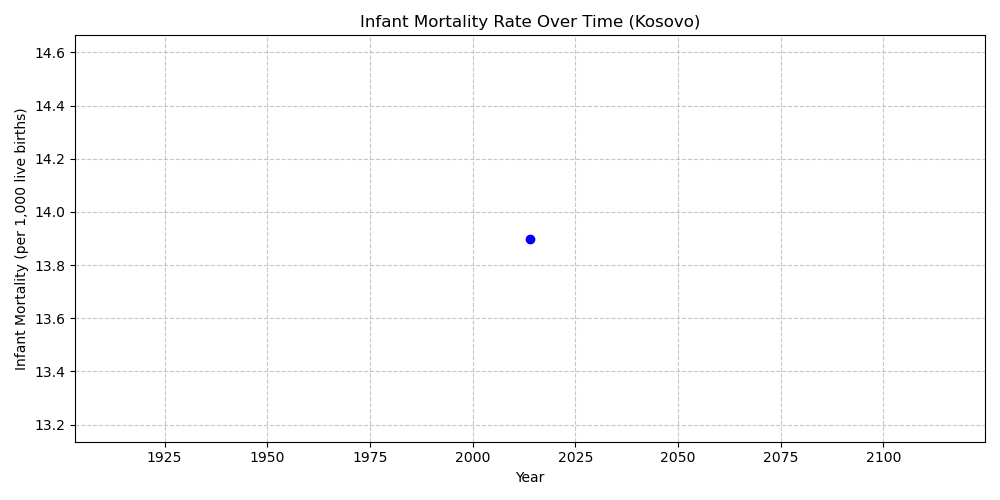 Infant Mortality Rate Over Time (Kosovo)
Infant Mortality (per 1,000 live births)
14.6
14.4
14.2
14.0
13.8
13.6
13.4
13.2
1925 1950 1975 2000 2025 2050 2075 2100
Year